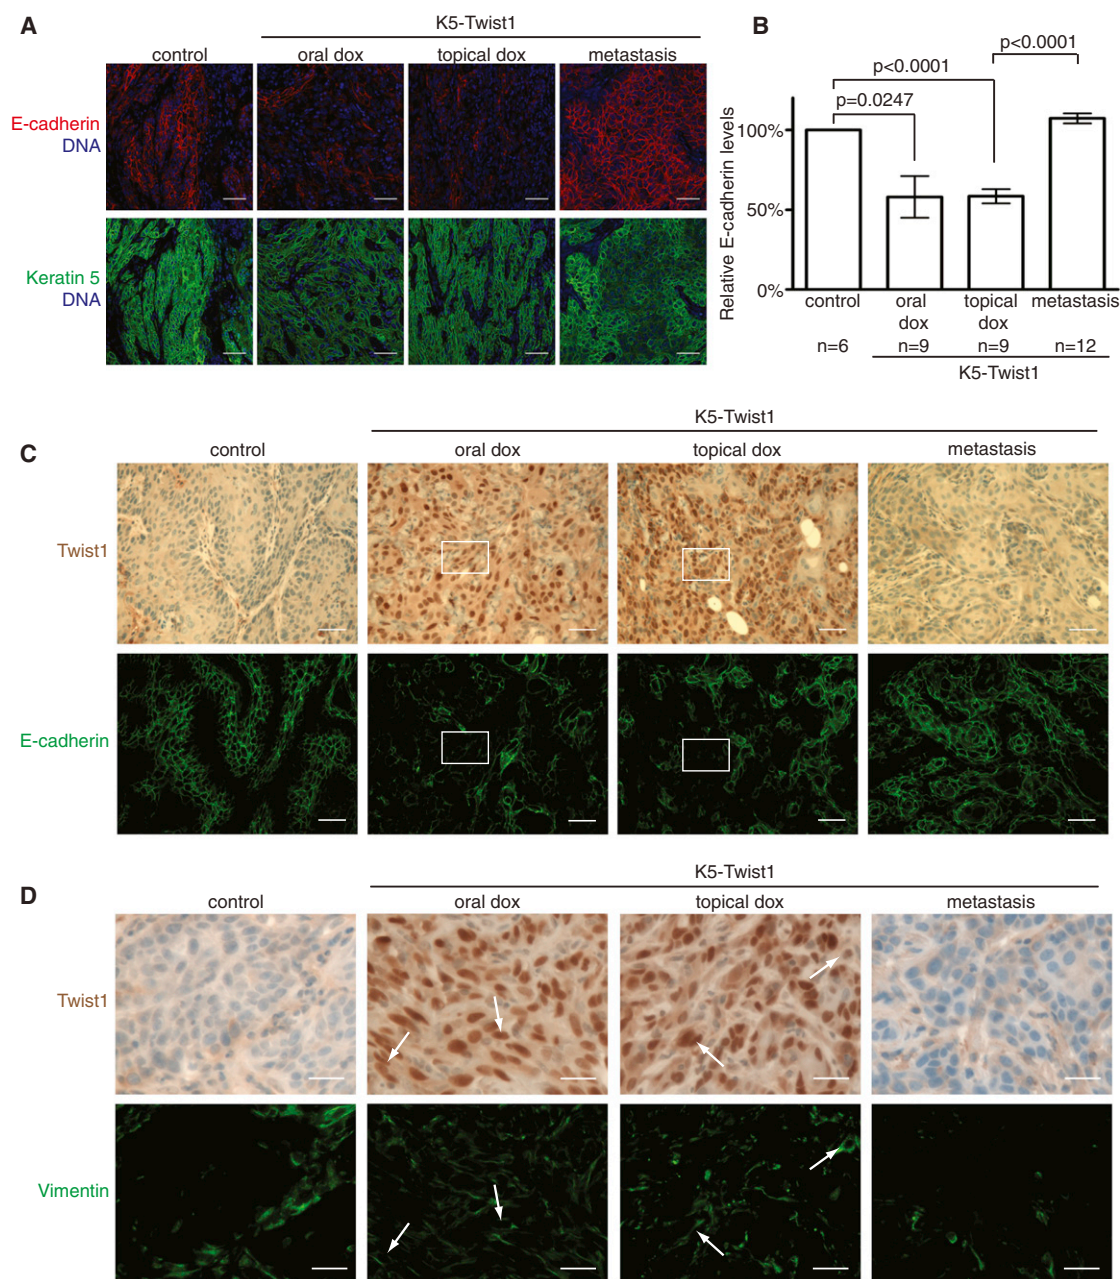 A
K5-Twist1
control
oral dox
topical dox
metastasis
E-cadherin
DNA
Keratin 5
DNA
B
p<0.0001
p<0.0001
p=0.0247
Relative E-cadherin levels
100%
50%
0%
control
oral
dox
topical
dox
metastasis
n=6
n=9
n=9
n=12
K5-Twist1
K5-Twist1
C
control
oral dox
topical dox
metastasis
Twist1
E-cadherin
K5-Twist1
D
control
oral dox
topical dox
metastasis
Twist1
Vimentin